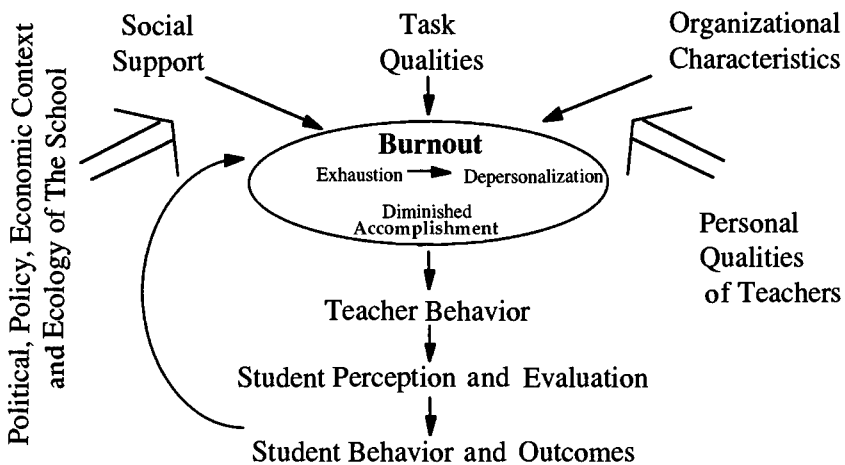 Political, Policy, Economic Context
and Ecology of The School
Social
Support
Task
Qualities
Organizational
Characteristics
Burnout
Exhaustion
Depersonalization
Diminished
Accomplishment
Personal
Qualities
of Teachers
Teacher Behavior
Student Perception and Evaluation
Student Behavior and Outcomes